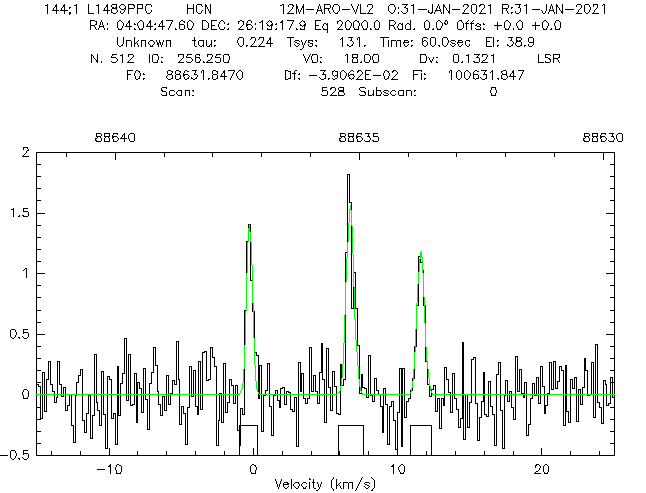 144;1 L1489PPC HCN 12M-ARO-VL2 O:31-JAN-2021 R:31-JAN-2021
RA: 04:04:47.60 DEC: 26:19:17.9 Eq 2000.0 Rad. 0.0° Offs: +0.0 +0.0
Unknown tau: 0.224 Tsys: 131. Time: 60.0sec El: 38.9
N. 512 I0: 256.250 V0: 18.00 Dv: 0.1321 LSR
F0: 88631.8470 Df: -3.9062E-02 Fi: 100631.847
Scan: 528 Subscan: 0
88640 88635 88630
2
1.5
1
0.5
0
-0.5
-10 0 10 20
Velocity (km/s)